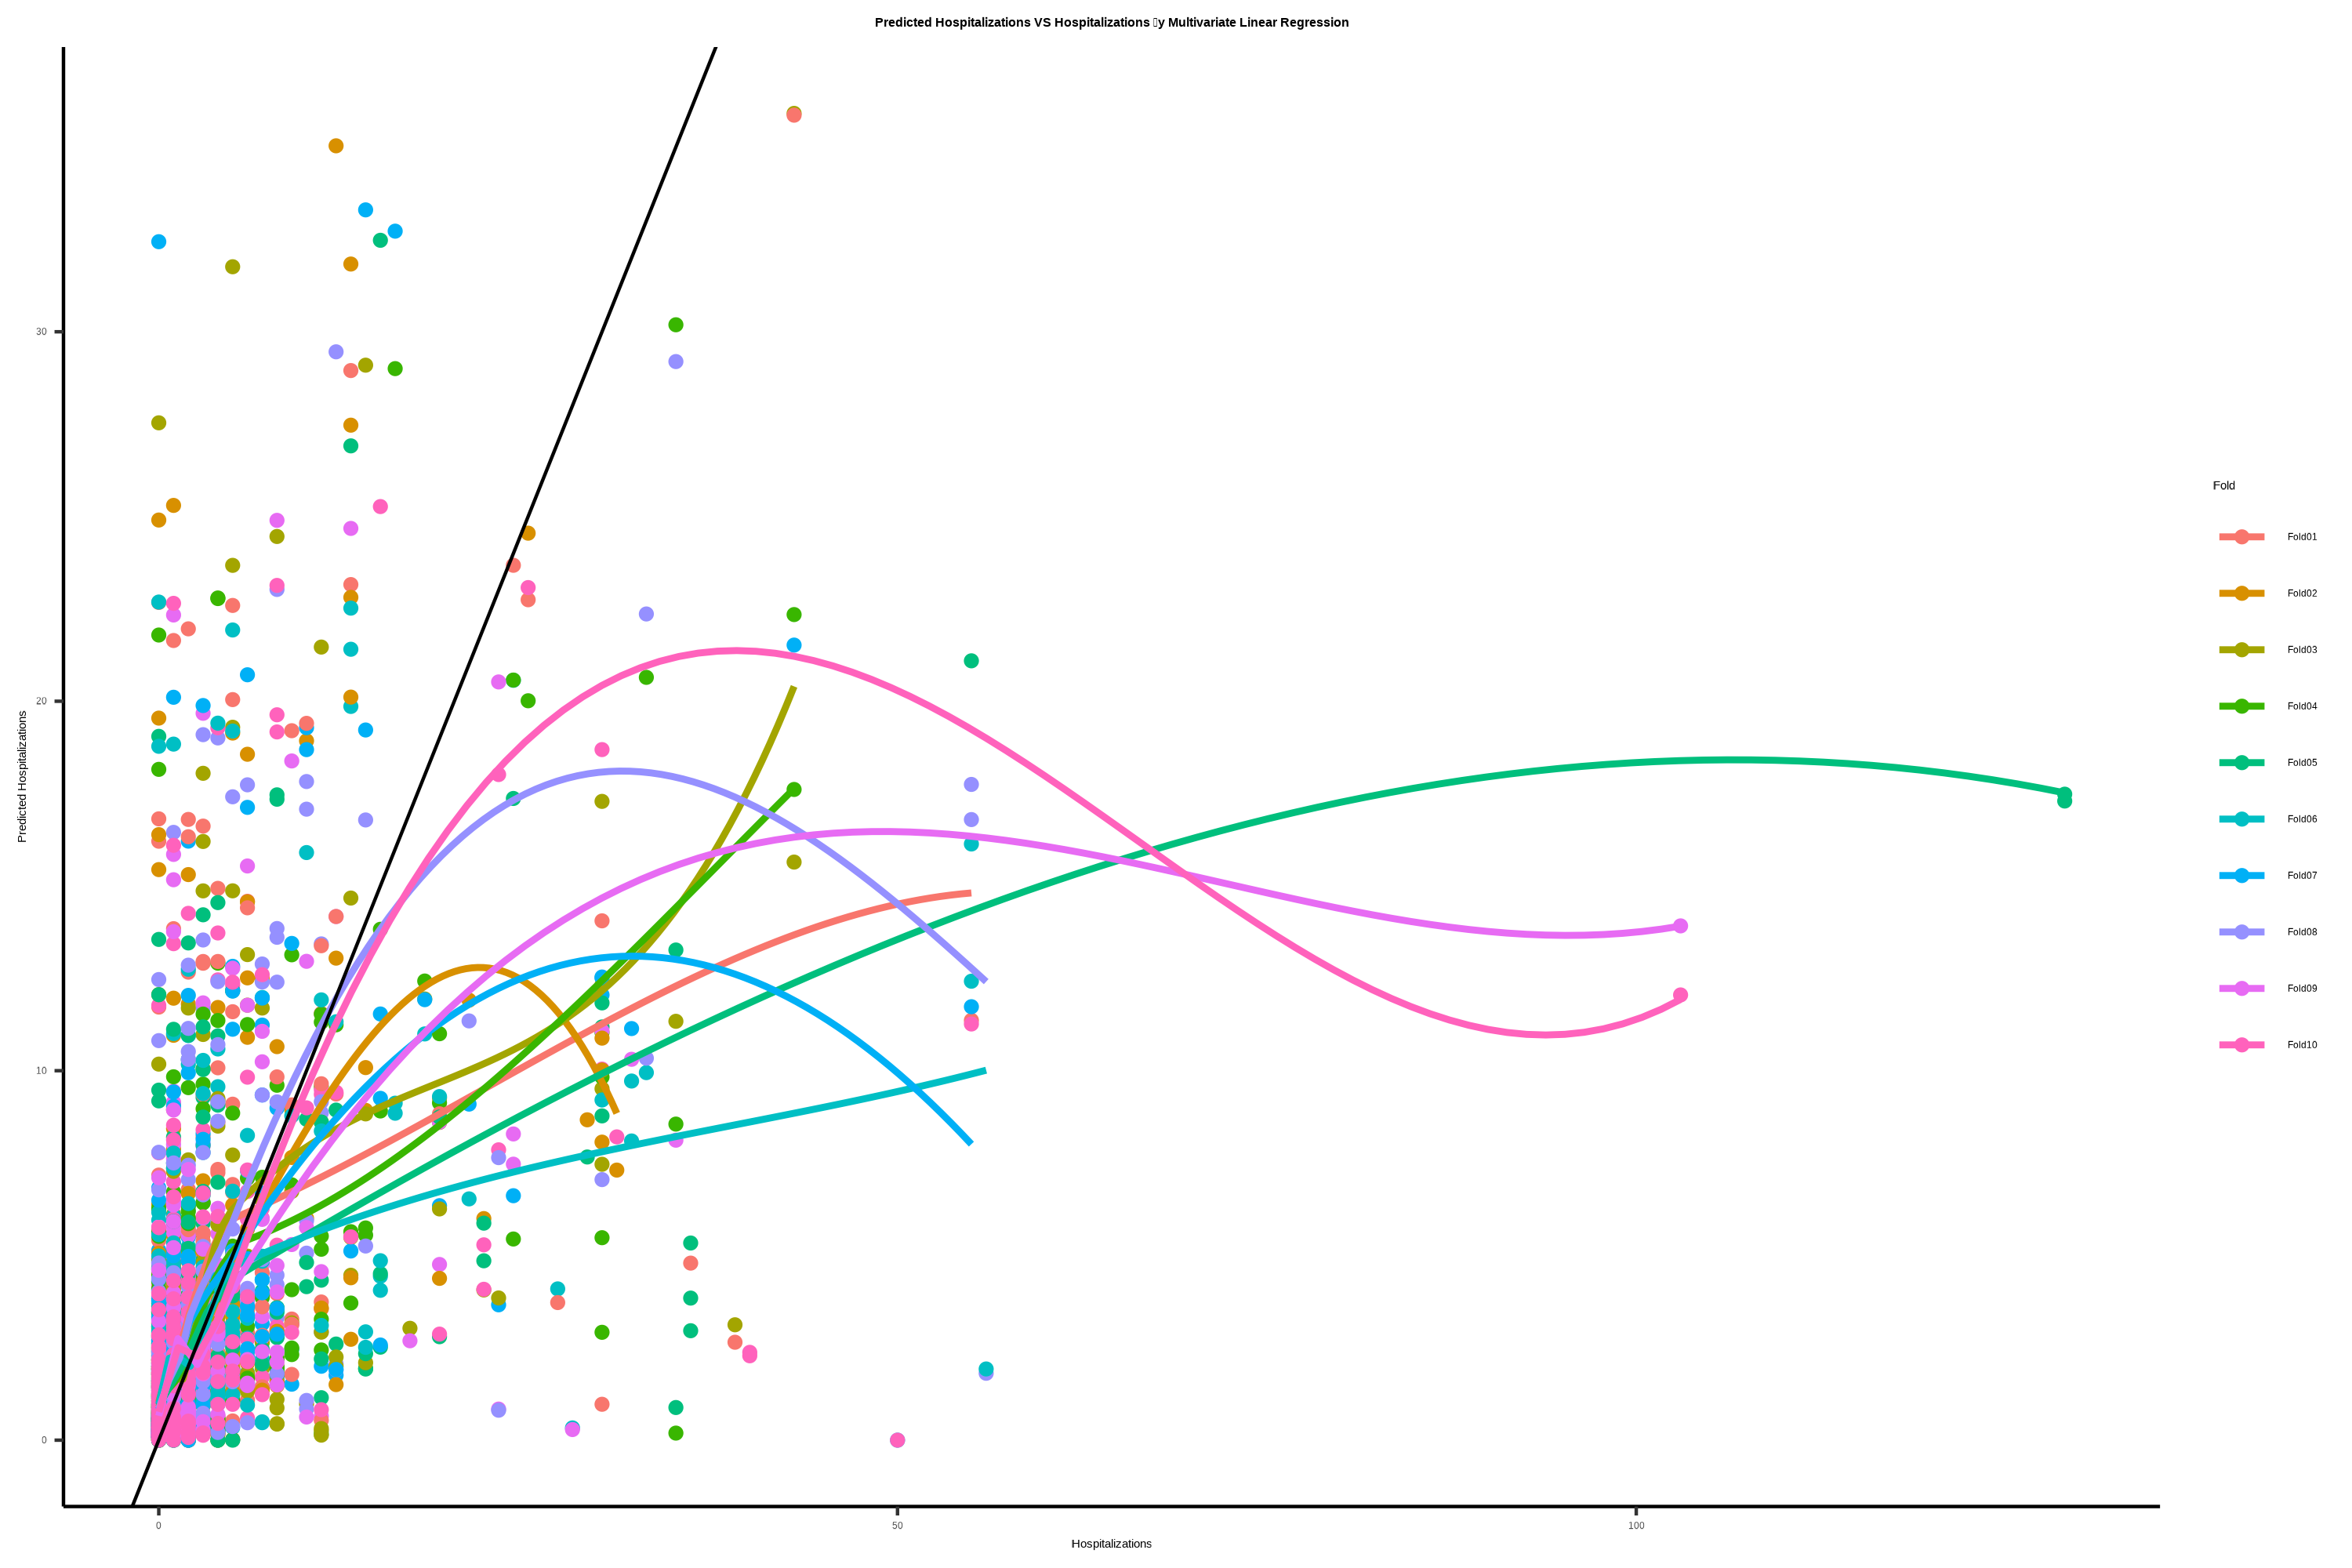 Predicted Hospitalizations VS Hospitalizations y Multivariate Linear Regression
Predicted Hospitalizations
30
20
10
0
0
50
100
Hospitalizations
Fold
Fold01
Fold02
Fold03
Fold04
Fold05
Fold06
Fold07
Fold08
Fold09
Fold10